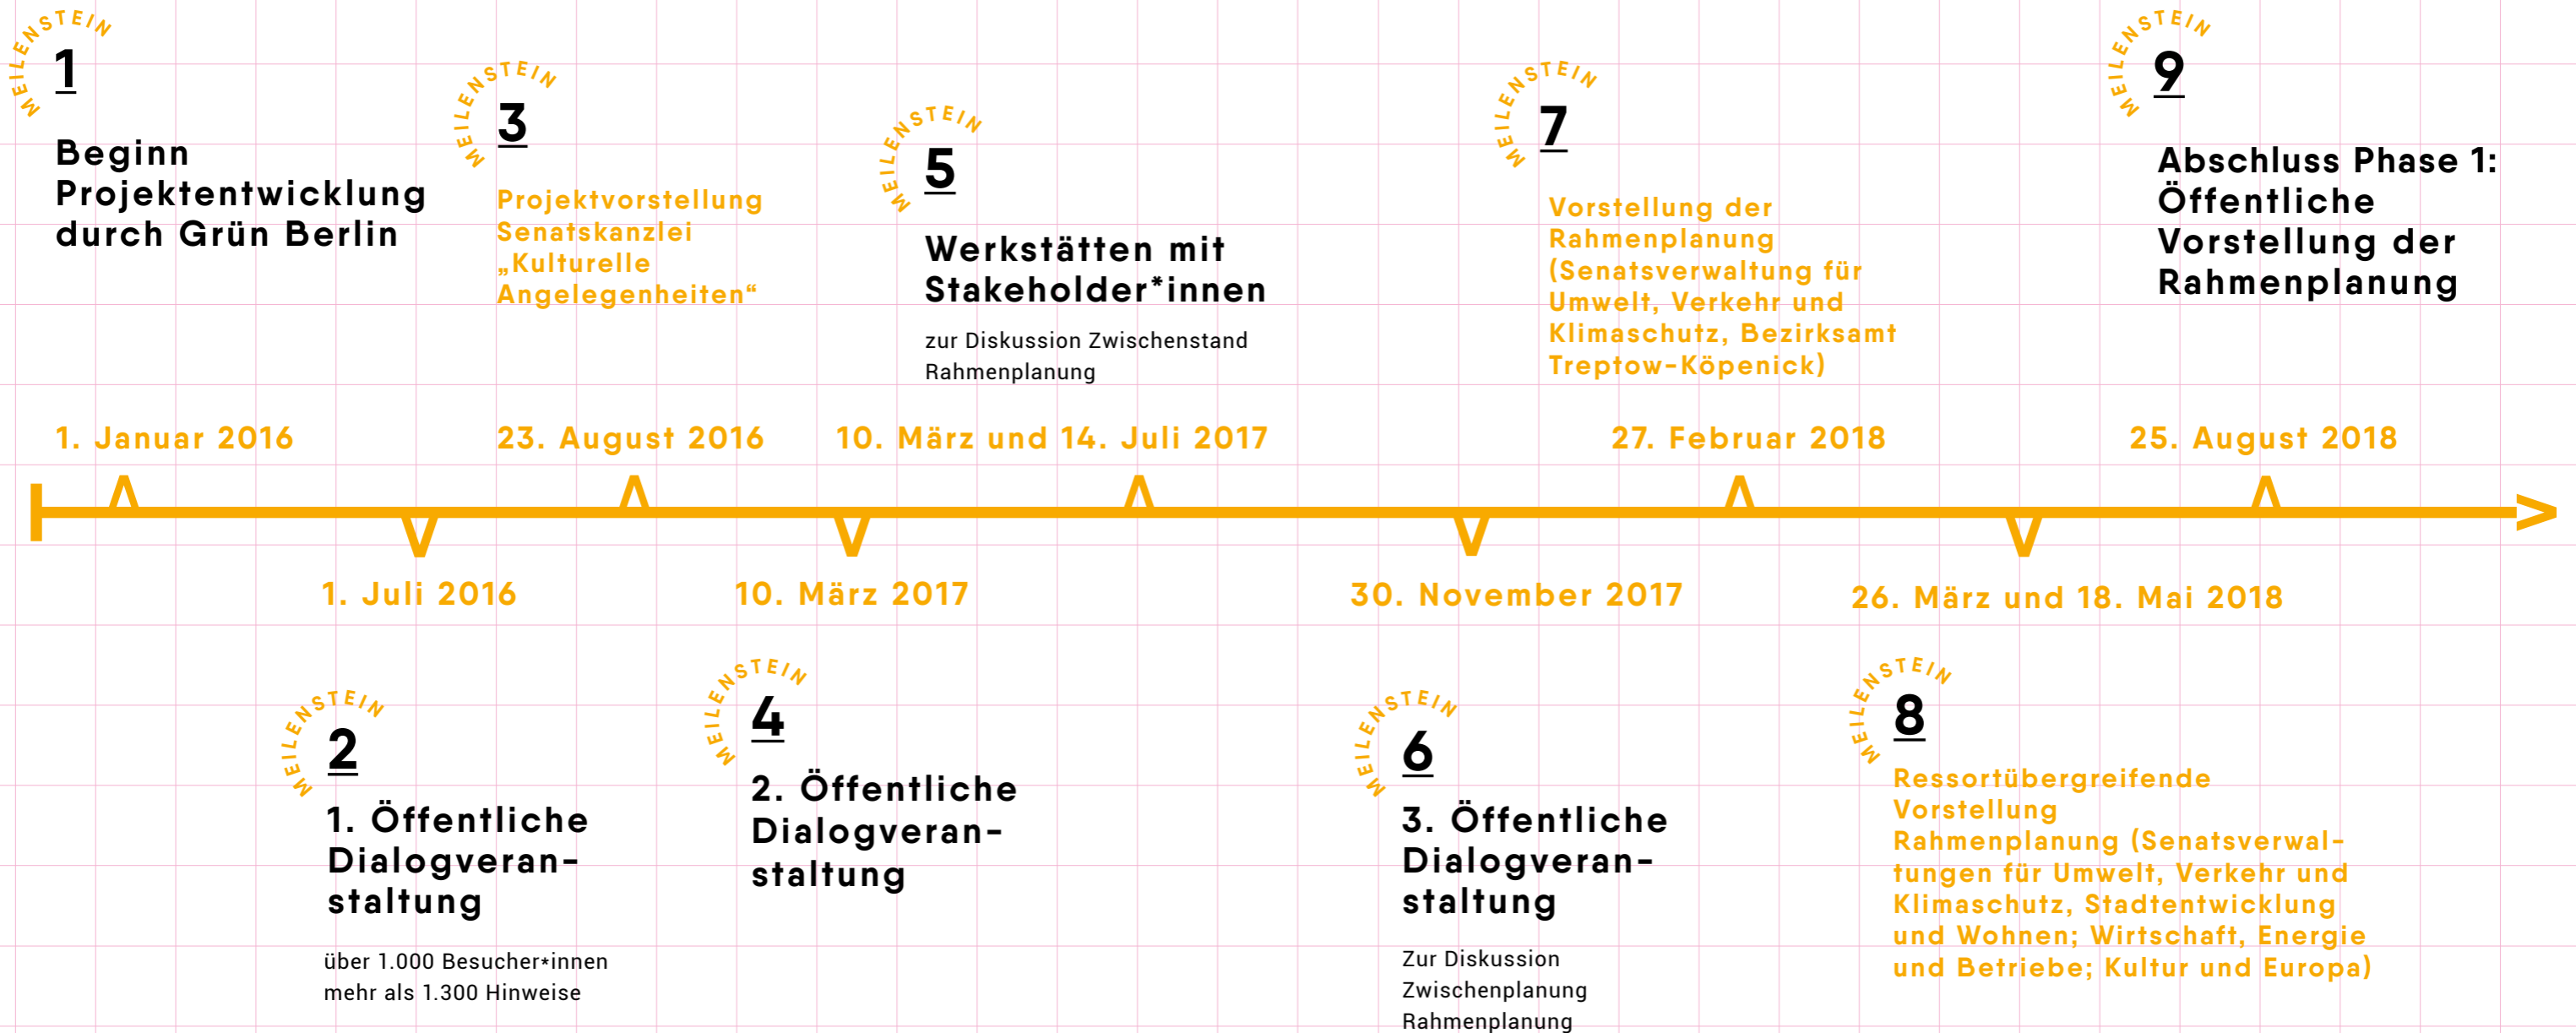 MEILENSTEIN
1
Beginn
Projektentwicklung
durch Grün Berlin
1. Januar 2016
MEILENSTEIN
2
1. Juli 2016
1. Öffentliche
Dialogveran-
staltung
über 1.000 Besucher*innen
mehr als 1.300 Hinweise
MEILENSTEIN
3
Projektvorstellung
Senatskanzlei
„Kulturelle
Angelegenheiten“
23. August 2016
MEILENSTEIN
4
10. März 2017
2. Öffentliche
Dialogveran-
staltung
MEILENSTEIN
5
Werkstätten mit
Stakeholder*innen
zur Diskussion Zwischenstand
Rahmenplanung
10. März und 14. Juli 2017
MEILENSTEIN
6
30. November 2017
3. Öffentliche
Dialogveran-
staltung
Zur Diskussion
Zwischenplanung
Rahmenplanung
MEILENSTEIN
7
Vorstellung der
Rahmenplanung
(Senatsverwaltung für
Umwelt, Verkehr und
Klimaschutz, Bezirksamt
Treptow-Köpenick)
27. Februar 2018
MEILENSTEIN
8
26. März und 18. Mai 2018
Ressortübergreifende
Vorstellung
Rahmenplanung (Senatsverwal-
tungen für Umwelt, Verkehr und
Klimaschutz, Stadtentwicklung
und Wohnen; Wirtschaft, Energie
und Betriebe; Kultur und Europa)
MEILENSTEIN
9
Abschluss Phase 1:
Öffentliche
Vorstellung der
Rahmenplanung
25. August 2018